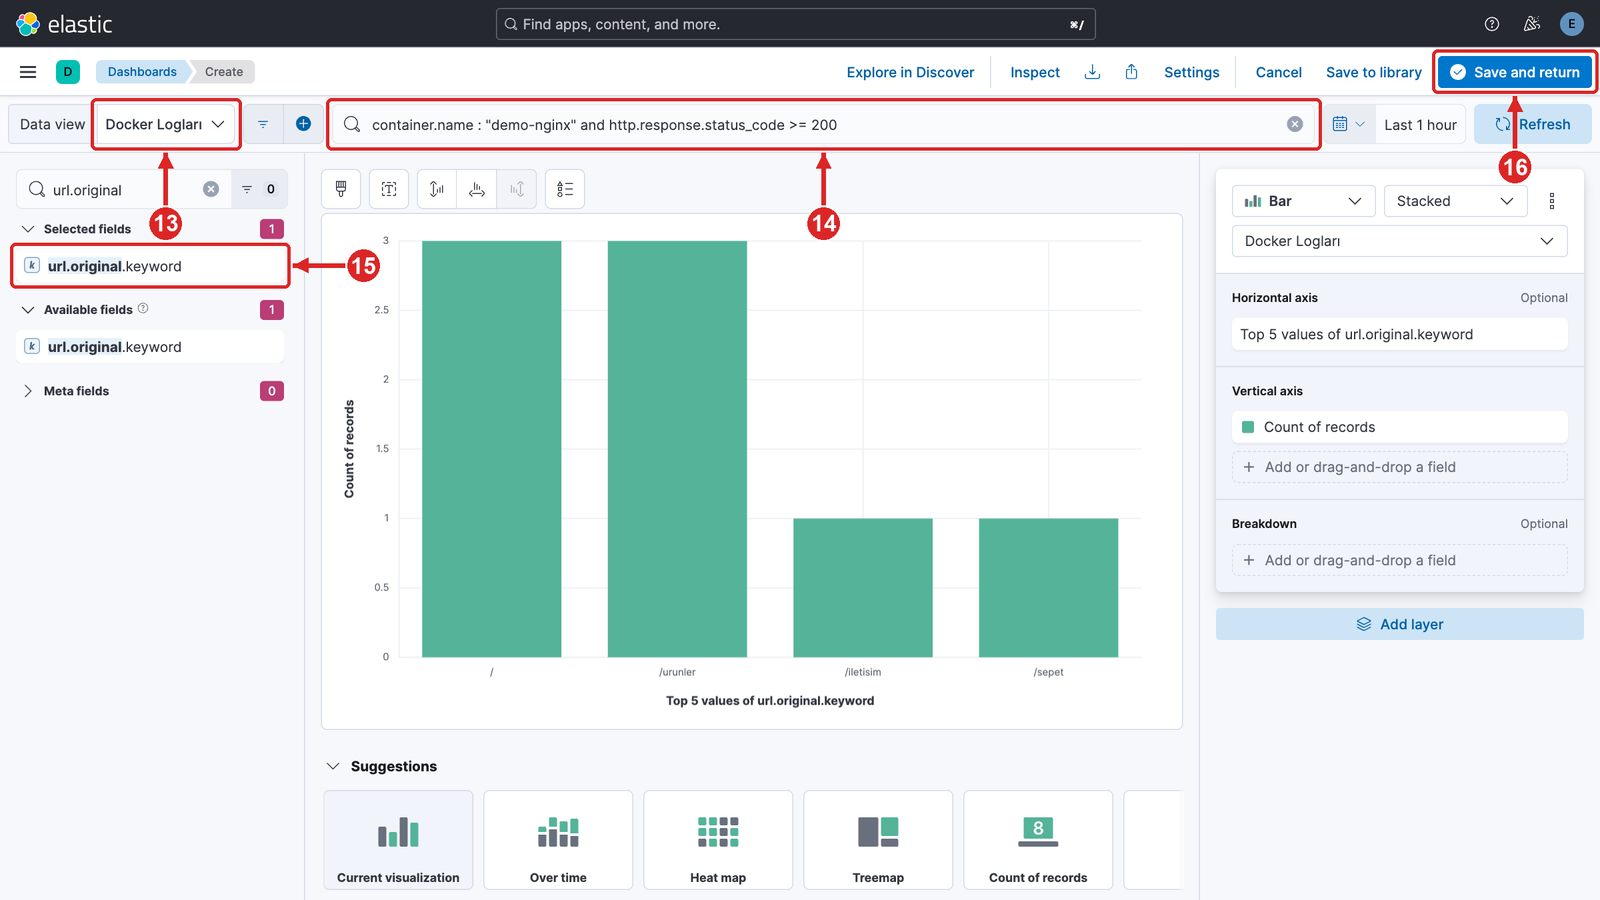 elastic
Find apps, content, and more.
⌘/
E
D
Dashboards
Create
Explore in Discover
Inspect
Settings
Cancel
Save to library
Save and return
Data view
Docker Logları
container.name : "demo-nginx" and http.response.status_code >= 200
Last 1 hour
Refresh
13
14
15
16
url.original
0
Selected fields
1
k url.original.keyword
Available fields
1
k url.original.keyword
Meta fields
0
3
2.5
2
1.5
1
0.5
0
Count of records
/
/urunler
/iletisim
/sepet
Top 5 values of url.original.keyword
Bar
Stacked
Docker Logları
Horizontal axis
Optional
Top 5 values of url.original.keyword
Vertical axis
Count of records
+ Add or drag-and-drop a field
Breakdown
Optional
+ Add or drag-and-drop a field
Add layer
Suggestions
Current visualization
Over time
Heat map
Treemap
8
Count of records